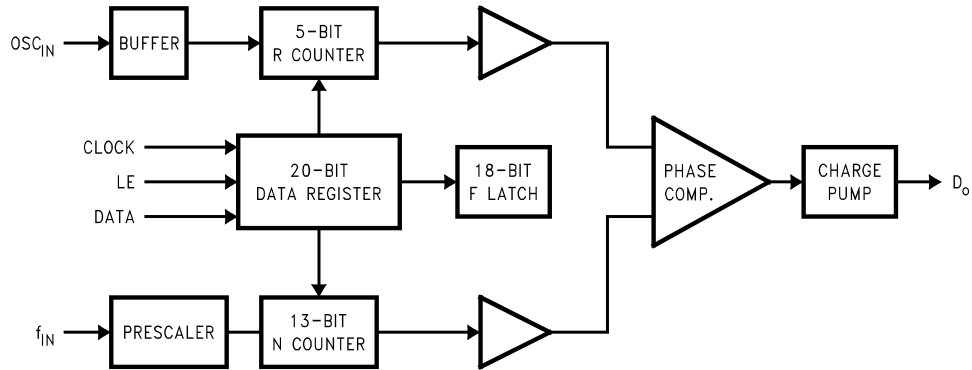 OSC_IN
BUFFER
5-BIT
R COUNTER
CLOCK
LE
DATA
20-BIT
DATA REGISTER
18-BIT
F LATCH
PHASE
COMP.
CHARGE
PUMP
D_o
f_IN
PRESCALER
13-BIT
N COUNTER